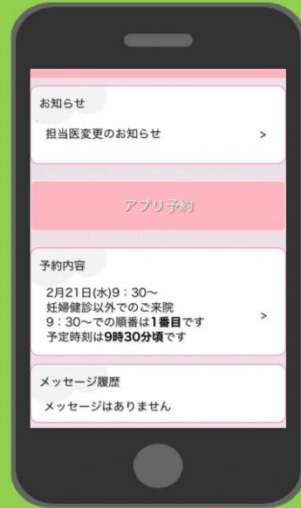 お知らせ
担当医変更のお知らせ >
アプリ予約
予約内容
2月21日(水)9：30〜
妊婦健診以外でのご来院
9：30〜での順番は1番目です >
予定時刻は9時30分頃です
メッセージ履歴
メッセージはありません